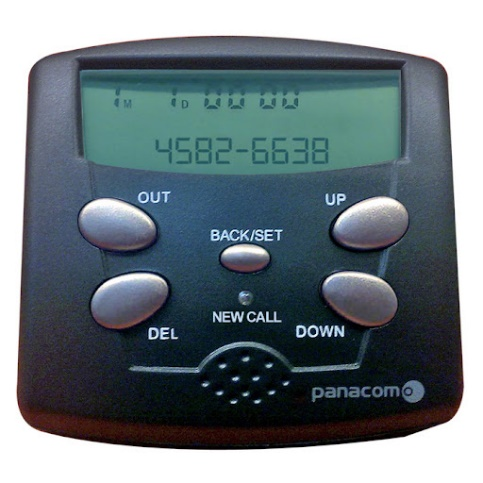 1M 1D 00 00
4582-6638
OUT
UP
BACK/SET
NEW CALL
DEL
DOWN
panacom